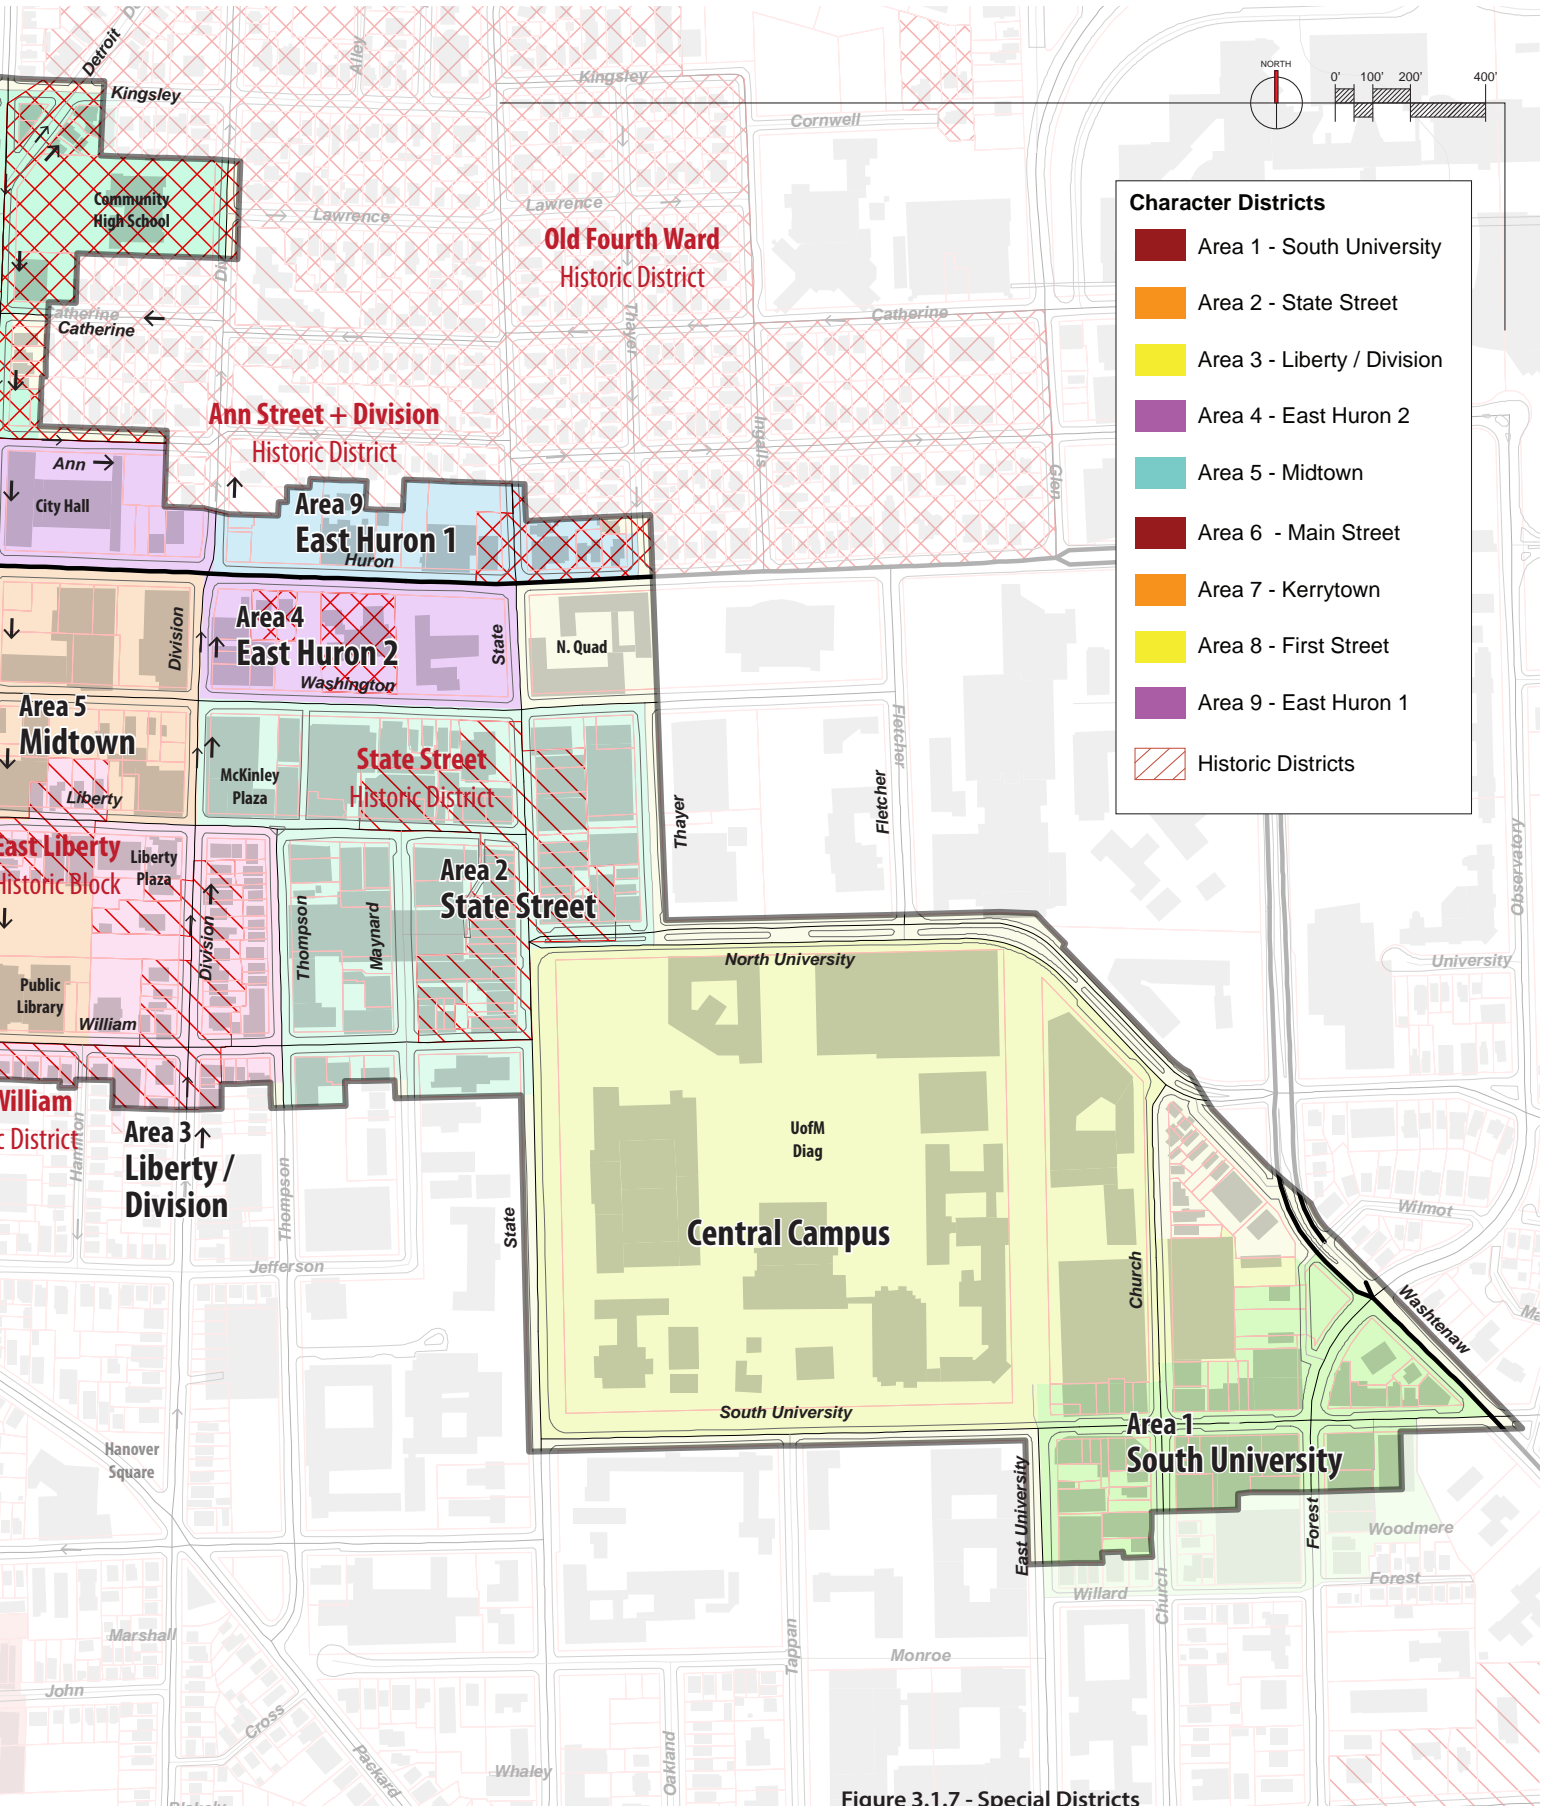 Detroit
Kingsley
Alley
Kingsley
Cornwell
NORTH
0' 100' 200' 400'
Community
High School
Lawrence
Lawrence
Old Fourth Ward
Historic District
Character Districts
Area 1 - South University
Area 2 - State Street
Area 3 - Liberty / Division
Area 4 - East Huron 2
Area 5 - Midtown
Area 6 - Main Street
Area 7 - Kerrytown
Area 8 - First Street
Area 9 - East Huron 1
Historic Districts
Catherine
Thayer
Catherine
Ann Street + Division
Historic District
Ingalls
Glen
Ann
City Hall
Area 9
East Huron 1
Huron
Area 4
East Huron 2
Washington
Division
State
N. Quad
Area 5
Midtown
Liberty
McKinley
Plaza
State Street
Historic District
Fletcher
Thayer
Fletcher
Observatory
East Liberty
Historic Block
Liberty
Plaza
Area 2
State Street
Division
Thompson
Maynard
North University
University
Public
Library
William
William
c District
Hamilton
Area 3
Liberty /
Division
Thompson
State
UofM
Diag
Central Campus
Church
Wilmot
Washtenaw
Jefferson
South University
Area 1
South University
Hanover
Square
East University
Forest
Woodmere
Willard
Church
Forest
Marshall
Tappan
Monroe
John
Cross
Packard
Whaley
Oakland
Figure 3.1.7 - Special Districts